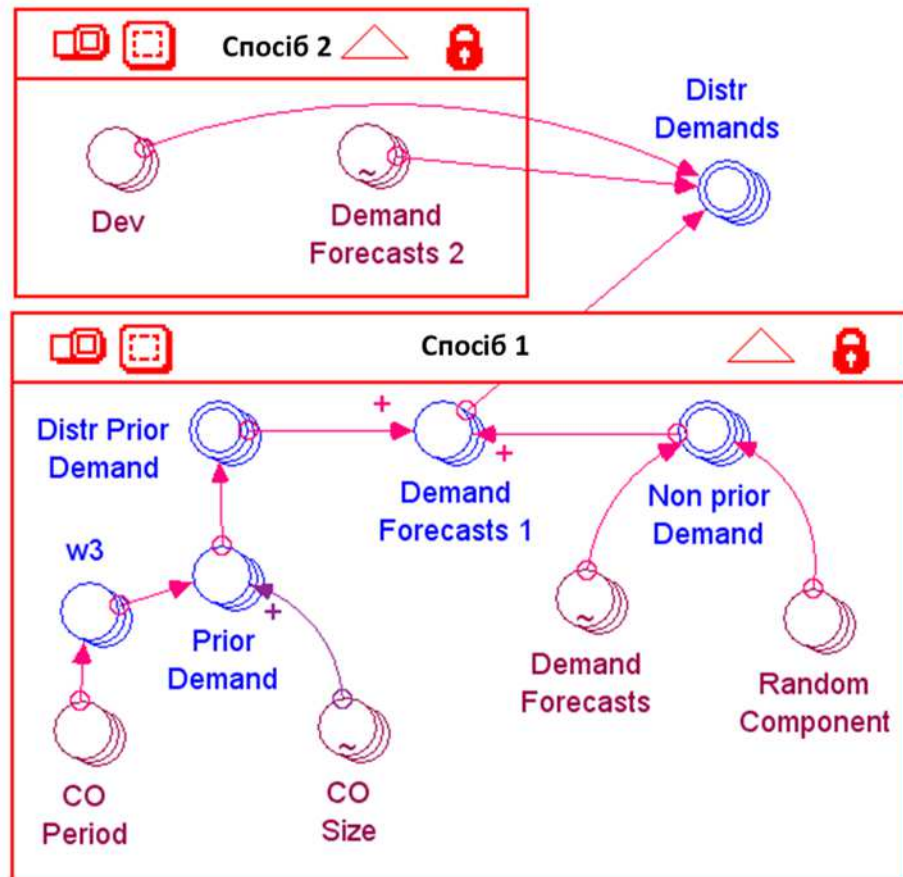 Спосіб 2
Distr
Demands
Dev
Demand
Forecasts 2
Спосіб 1
Distr Prior
Demand
+
+
Demand
Forecasts 1
Non prior
Demand
w3
+
Prior
Demand
~
Demand
Forecasts
Random
Component
CO
Period
~
CO
Size